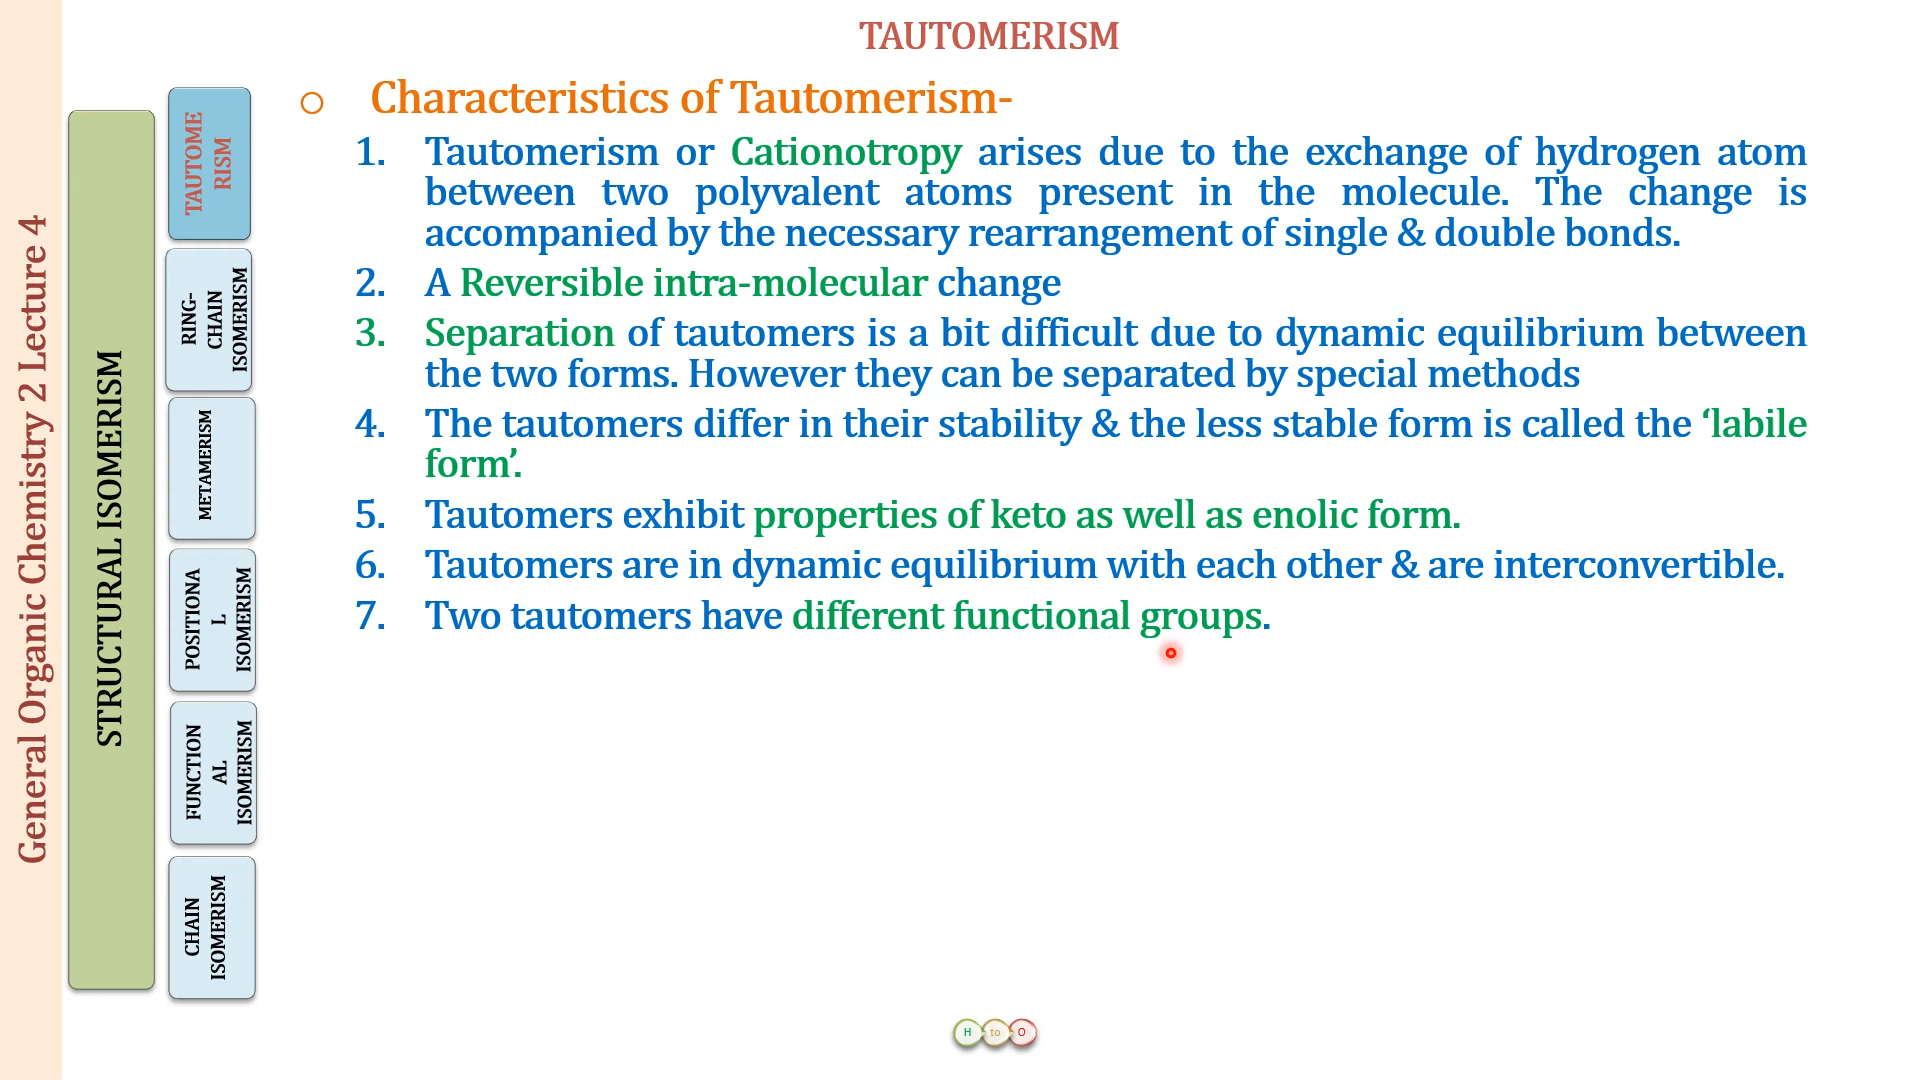 TAUTOMERISM
General Organic Chemistry 2 Lecture 4
STRUCTURAL ISOMERISM
TAUTOME
RISM
RING-
CHAIN
ISOMERISM
METAMERISM
POSITIONA
L
ISOMERISM
FUNCTION
AL
ISOMERISM
CHAIN
ISOMERISM
o Characteristics of Tautomerism-
1. Tautomerism or Cationotropy arises due to the exchange of hydrogen atom
between two polyvalent atoms present in the molecule. The change is
accompanied by the necessary rearrangement of single & double bonds.
2. A Reversible intra-molecular change
3. Separation of tautomers is a bit difficult due to dynamic equilibrium between
the two forms. However they can be separated by special methods
4. The tautomers differ in their stability & the less stable form is called the ‘labile
form’.
5. Tautomers exhibit properties of keto as well as enolic form.
6. Tautomers are in dynamic equilibrium with each other & are interconvertible.
7. Two tautomers have different functional groups.
H to O